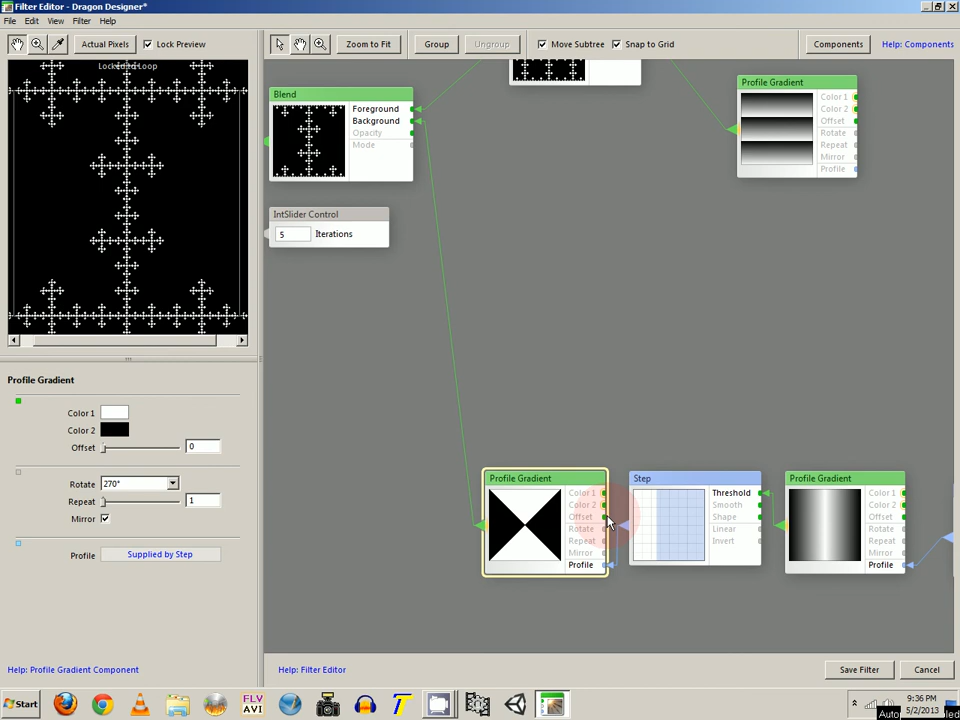 Filter Editor - Dragon Designer*
File Edit View Filter Help
Actual Pixels Lock Preview Zoom to Fit Group Ungroup Move Subtree Snap to Grid Components Help: Components
Blend
Foreground
Background
Opacity
Mode
IntSlider Control
5 Iterations
Profile Gradient
Color 1
Color 2
Offset
Rotate
Repeat
Mirror
Profile
Profile Gradient
Color 1
Color 2
Offset 0
Rotate 270°
Repeat 1
Mirror
Profile Supplied by Step
Profile Gradient
Color 1
Color 2
Offset
Rotate
Repeat
Mirror
Profile
Step
Threshold
Smooth
Shape
Linear
Invert
Profile Gradient
Color 1
Color 2
Offset
Rotate
Repeat
Mirror
Profile
Help: Profile Gradient Component Help: Filter Editor Save Filter Cancel
Start FLV AVI
9:36 PM
5/2/2013